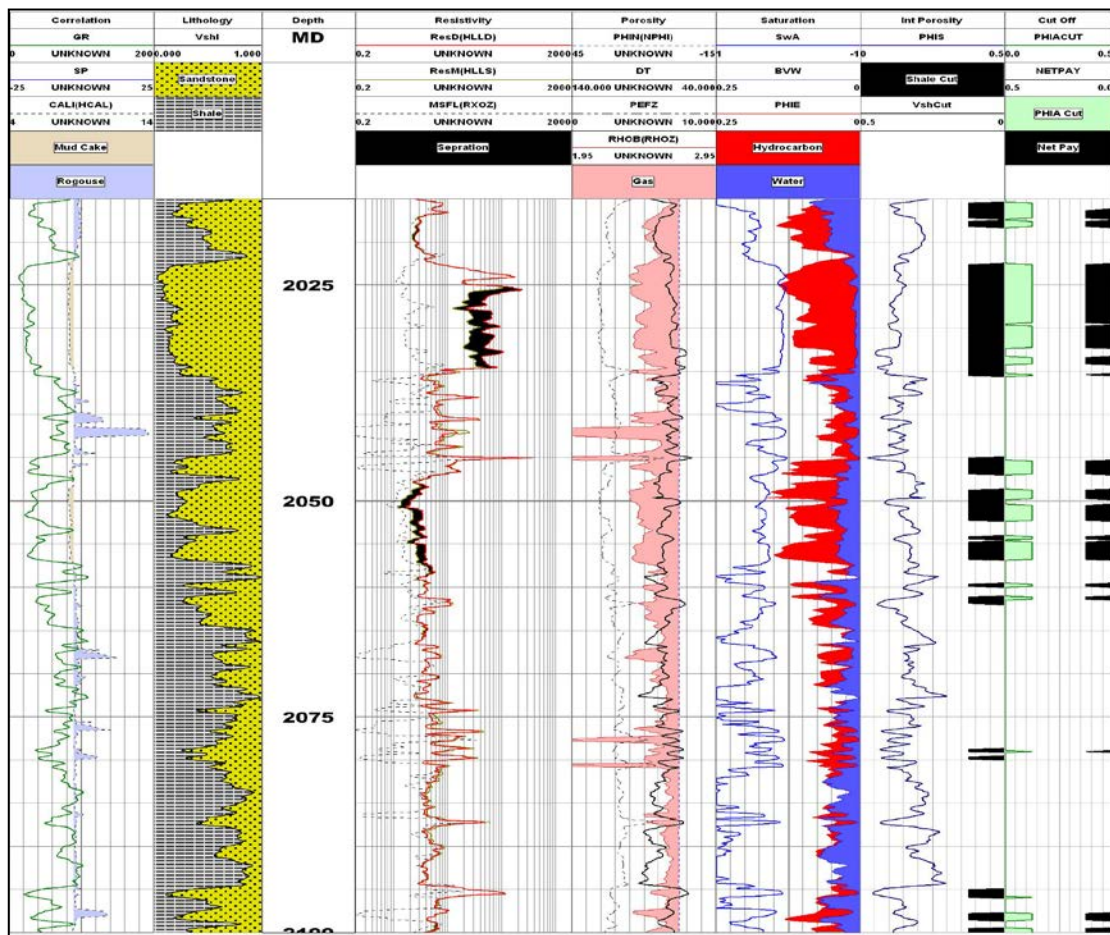 Correlation Lithology Depth Resistivity Porosity Saturation Int Porosity Cut Off
GR Vshl MD ResD(HLLD) PHIN(NPHI) SwA PHIS PHIACUT
0 UNKNOWN 200 0.000 1.000 0.2 UNKNOWN 2000 45 UNKNOWN -15 1 -1 0 0.5 0 0.5
SP Sandstone ResM(HLLS) DT BVW Shale Cut NETPAY
-25 UNKNOWN 25 0.2 UNKNOWN 2000 140.000 UNKNOWN 40.000 0.25 0 0.5 0.0
CALI(HCAL) Shale MSFL(RXOZ) PEFZ PHIE VshCut PHIA Cut
4 UNKNOWN 14 0.2 UNKNOWN 2000 0 UNKNOWN 10.000 0.25 0 0.5 0
Mud Cake Sepration RHOB(RHOZ) Hydrocarbon Net Pay
1.95 UNKNOWN 2.95
Rogouse Gas Water
2025
2050
2075
2100